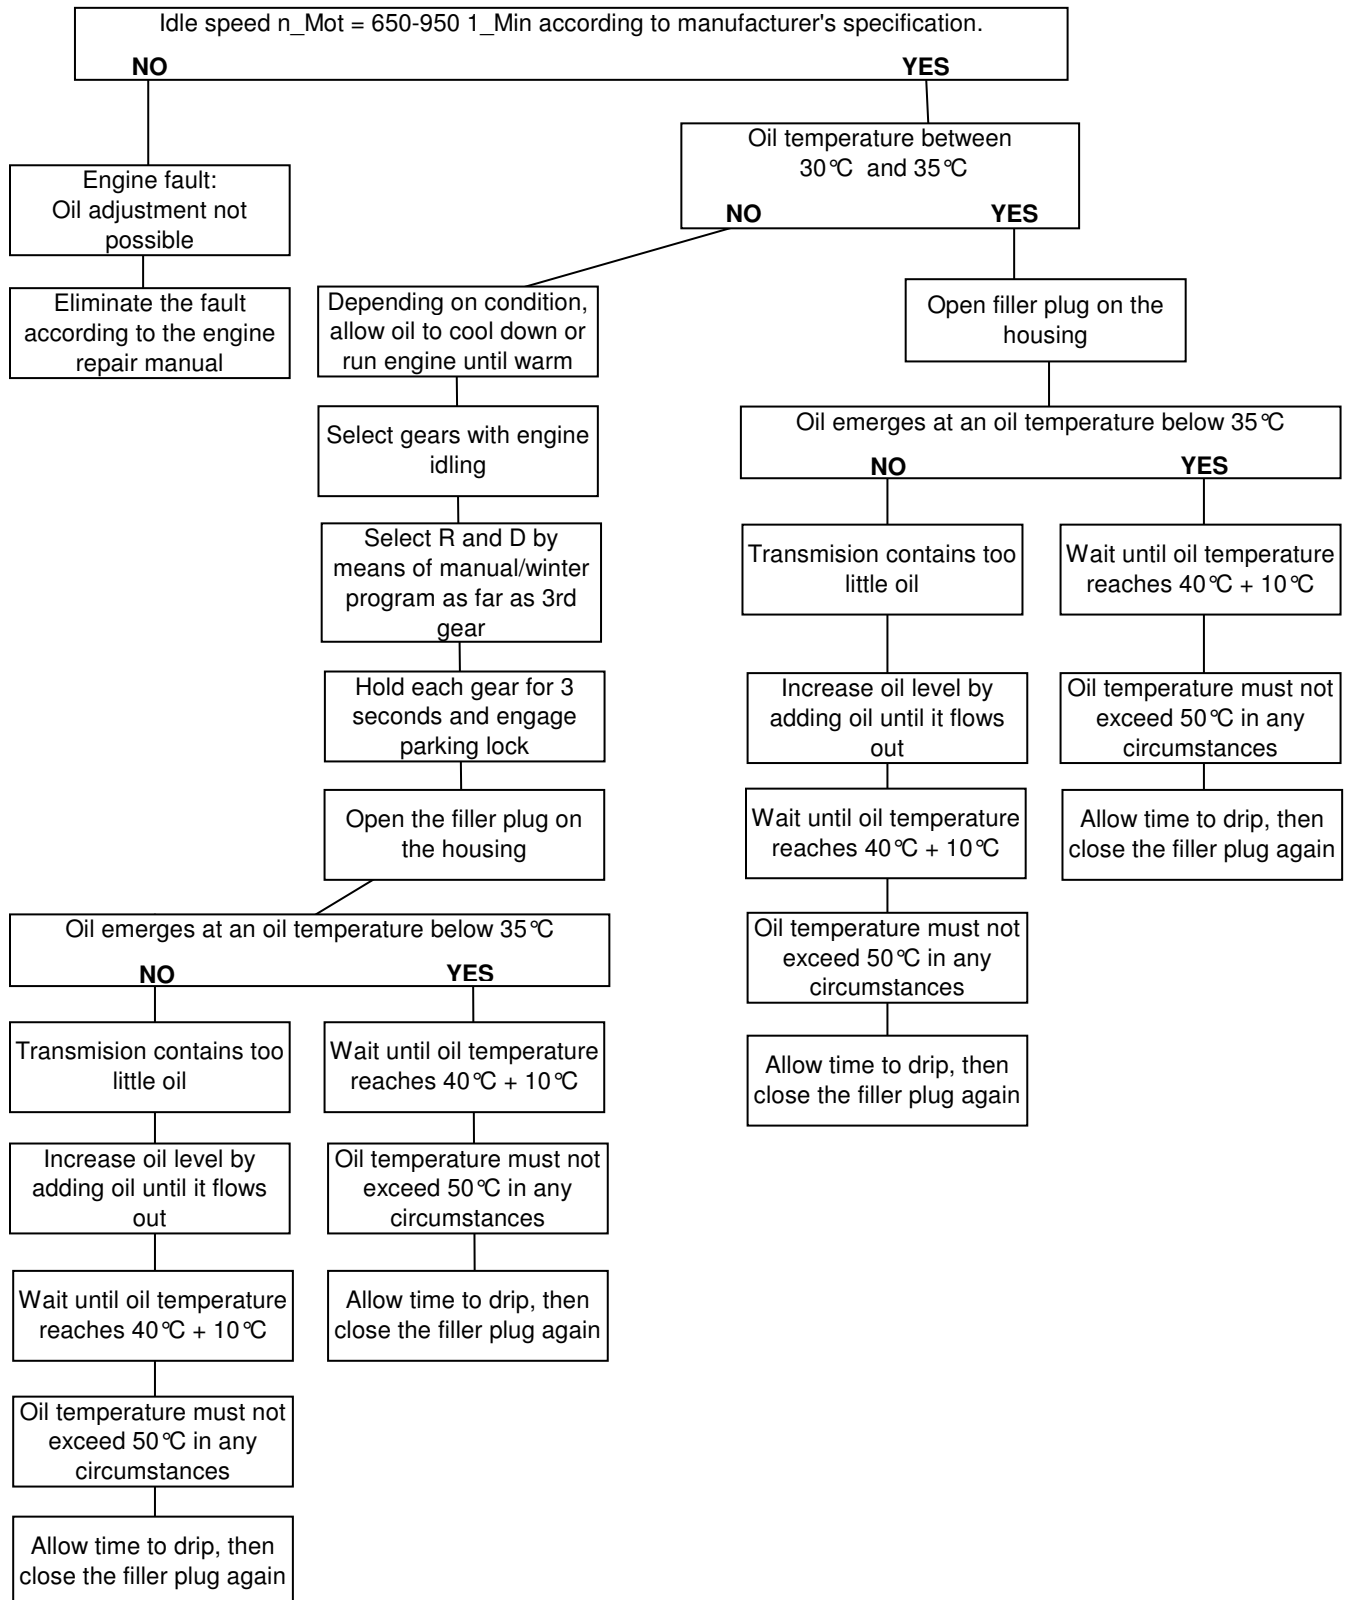 Idle speed n_Mot = 650-950 1_Min according to manufacturer's specification.
NO
YES
Engine fault:
Oil adjustment not
possible
Eliminate the fault
according to the engine
repair manual
Oil temperature between
30°C  and 35°C
NO
YES
Depending on condition,
allow oil to cool down or
run engine until warm
Select gears with engine
idling
Select R and D by
means of manual/winter
program as far as 3rd
gear
Hold each gear for 3
seconds and engage
parking lock
Open the filler plug on
the housing
Oil emerges at an oil temperature below 35°C
NO
YES
Transmision contains too
little oil
Increase oil level by
adding oil until it flows
out
Wait until oil temperature
reaches 40°C + 10°C
Oil temperature must not
exceed 50°C in any
circumstances
Allow time to drip, then
close the filler plug again
Wait until oil temperature
reaches 40°C + 10°C
Oil temperature must not
exceed 50°C in any
circumstances
Allow time to drip, then
close the filler plug again
Open filler plug on the
housing
Oil emerges at an oil temperature below 35°C
NO
YES
Transmision contains too
little oil
Increase oil level by
adding oil until it flows
out
Wait until oil temperature
reaches 40°C + 10°C
Oil temperature must not
exceed 50°C in any
circumstances
Allow time to drip, then
close the filler plug again
Wait until oil temperature
reaches 40°C + 10°C
Oil temperature must not
exceed 50°C in any
circumstances
Allow time to drip, then
close the filler plug again